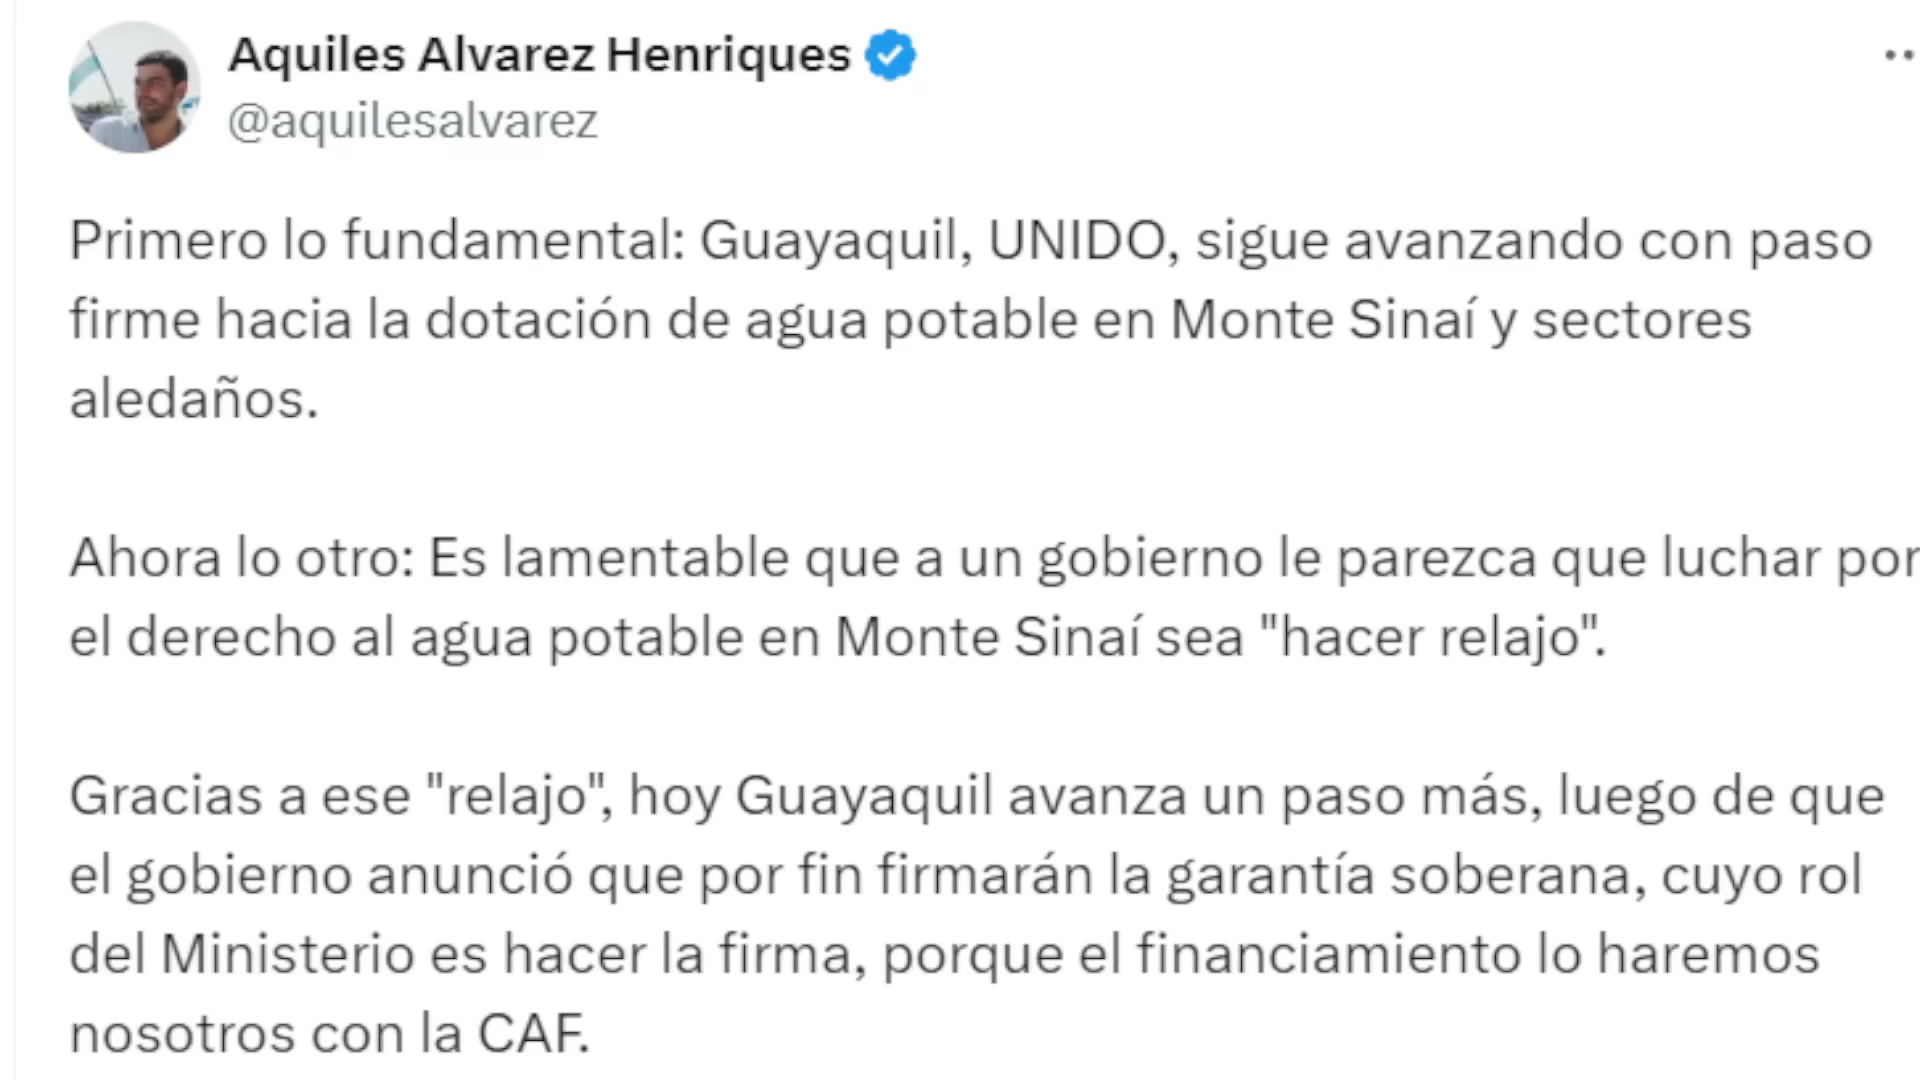 Aquiles Alvarez Henriques
@aquilesalvarez
Primero lo fundamental: Guayaquil, UNIDO, sigue avanzando con paso
firme hacia la dotación de agua potable en Monte Sinaí y sectores
aledaños.
Ahora lo otro: Es lamentable que a un gobierno le parezca que luchar por
el derecho al agua potable en Monte Sinaí sea "hacer relajo".
Gracias a ese "relajo", hoy Guayaquil avanza un paso más, luego de que
el gobierno anunció que por fin firmarán la garantía soberana, cuyo rol
del Ministerio es hacer la firma, porque el financiamiento lo haremos
nosotros con la CAF.